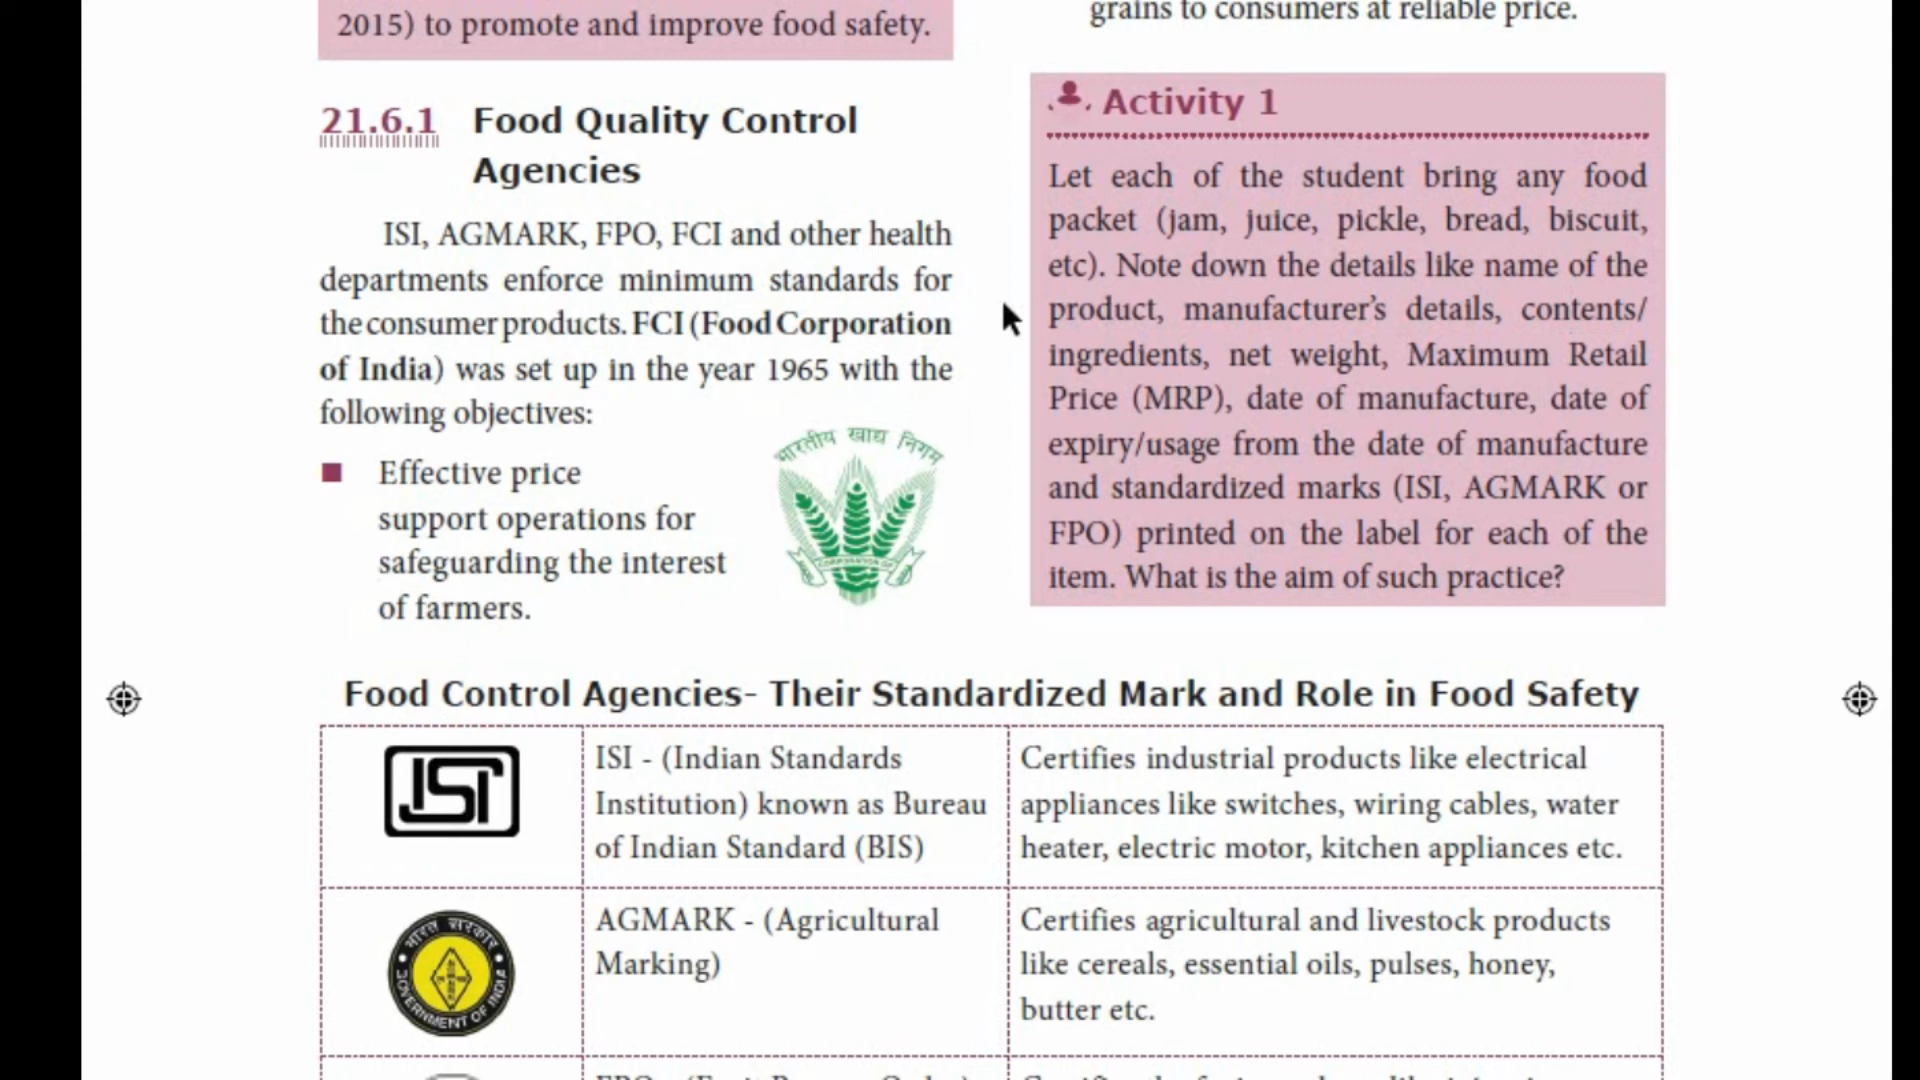 2015) to promote and improve food safety.
21.6.1 Food Quality Control
Agencies
ISI, AGMARK, FPO, FCI and other health
departments enforce minimum standards for
the consumer products. FCI (Food Corporation
of India) was set up in the year 1965 with the
following objectives:
■ Effective price
support operations for
safeguarding the interest
of farmers.
भारतीय खाद्य निगम
CORPORATION OF
grains to consumers at reliable price.
Activity 1
Let each of the student bring any food
packet (jam, juice, pickle, bread, biscuit,
etc). Note down the details like name of the
product, manufacturer's details, contents/
ingredients, net weight, Maximum Retail
Price (MRP), date of manufacture, date of
expiry/usage from the date of manufacture
and standardized marks (ISI, AGMARK or
FPO) printed on the label for each of the
item. What is the aim of such practice?
Food Control Agencies- Their Standardized Mark and Role in Food Safety
ISI
ISI - (Indian Standards
Institution) known as Bureau
of Indian Standard (BIS)
Certifies industrial products like electrical
appliances like switches, wiring cables, water
heater, electric motor, kitchen appliances etc.
भारत सरकार
GOVERNMENT OF INDIA
AGMARK - (Agricultural
Marking)
Certifies agricultural and livestock products
like cereals, essential oils, pulses, honey,
butter etc.